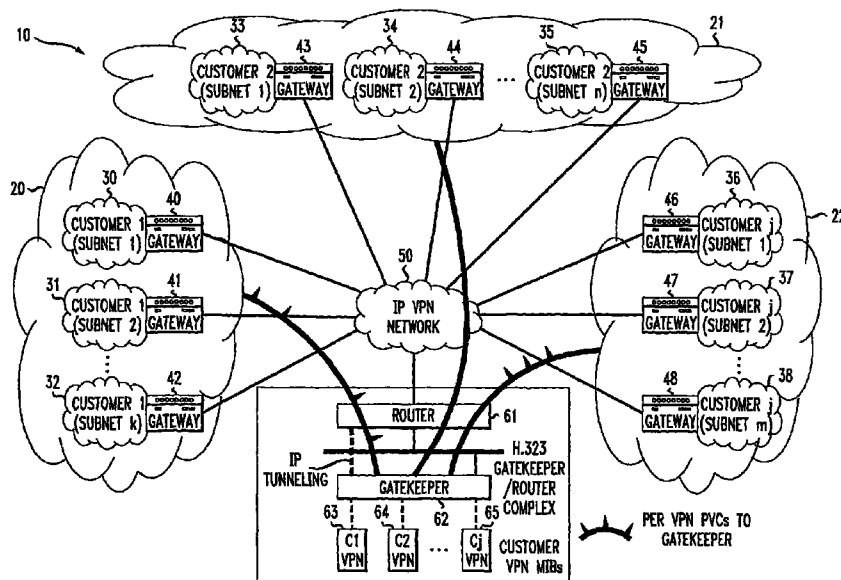 10
33
43
34
44
35
45
21
CUSTOMER 2
(SUBNET 1)
GATEWAY
CUSTOMER 2
(SUBNET 2)
GATEWAY
...
CUSTOMER 2
(SUBNET n)
GATEWAY
20
30
40
CUSTOMER 1
(SUBNET 1)
GATEWAY
31
41
CUSTOMER 1
(SUBNET 2)
GATEWAY
32
42
CUSTOMER 1
(SUBNET k)
GATEWAY
50
IP VPN
NETWORK
46
36
22
GATEWAY
CUSTOMER j
(SUBNET 1)
47
37
GATEWAY
CUSTOMER j
(SUBNET 2)
48
38
GATEWAY
CUSTOMER j
(SUBNET m)
ROUTER
61
IP
TUNNELING
H.323
GATEKEEPER
/ROUTER
COMPLEX
GATEKEEPER
62
63
64
65
C1
VPN
C2
VPN
...
Cj
VPN
CUSTOMER
VPN MIBs
PER VPN PVCs TO
GATEKEEPER